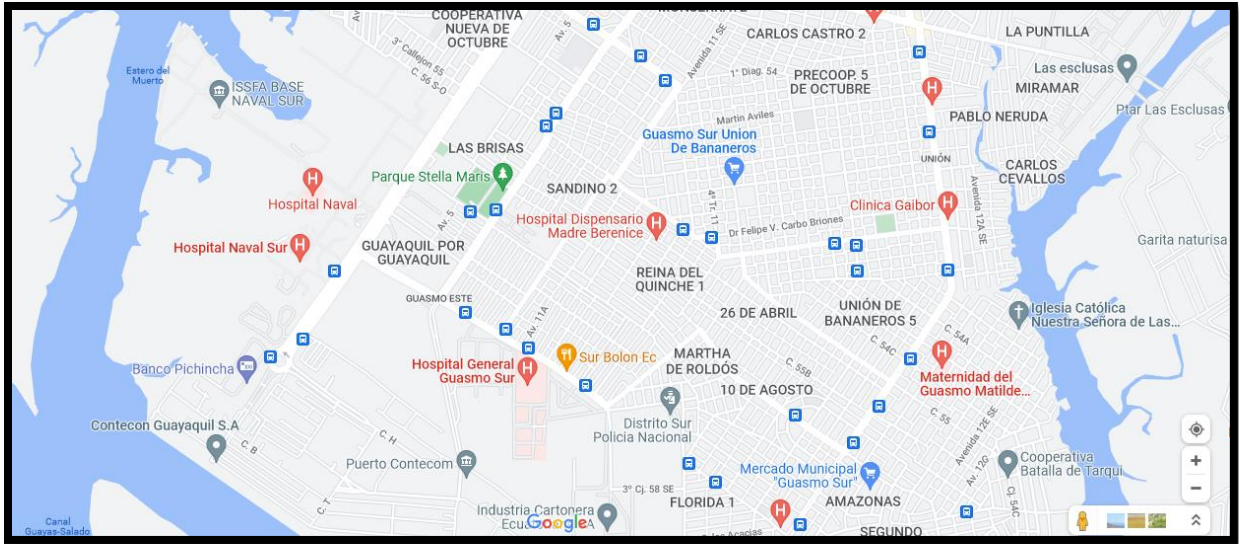 COOPERATIVA
NUEVA DE
OCTUBRE
Av. 5
Avenida 11 SE
CARLOS CASTRO 2
LA PUNTILLA
3° Callejon 55
C. 56 S-O
Estero del
Muerto
ISSFA BASE
NAVAL SUR
1° Diag. 54
PRECOOP. 5
DE OCTUBRE
Las esclusas
MIRAMAR
Ptar Las Esclusas
Martin Aviles
PABLO NERUDA
LAS BRISAS
Guasmo Sur Union
De Bananeros
UNIÓN
CARLOS
CEVALLOS
Parque Stella Maris
SANDINO 2
Hospital Naval
Av. 5
4° Tr. 11
Clinica Gaibor
Avenida 12A SE
Hospital Dispensario
Madre Berenice
Dr Felipe V. Carbo Briones
Hospital Naval Sur
GUAYAQUIL POR
GUAYAQUIL
Garita naturisa
REINA DEL
QUINCHE 1
GUASMO ESTE
Av. 11A
26 DE ABRIL
UNIÓN DE
BANANEROS 5
Iglesia Católica
Nuestra Señora de Las...
C. 54A
C. 54C
Banco Pichincha
Hospital General
Guasmo Sur
Sur Bolon Ec
MARTHA
DE ROLDÓS
C. 55B
Maternidad del
Guasmo Matilde...
10 DE AGOSTO
C. 55
Contecon Guayaquil S.A
C. B
C. H
Distrito Sur
Policia Nacional
Avenida 12E SE
Puerto Contecom
Mercado Municipal
"Guasmo Sur"
Av. 12G
Cooperativa
Batalla de Tarqui
C. T
3° Cj. 58 SE
FLORIDA 1
AMAZONAS
Cj. 54C
Industria Cartonera
Google
Canal
Guayas-Salado
Acacias
SEGUNDO